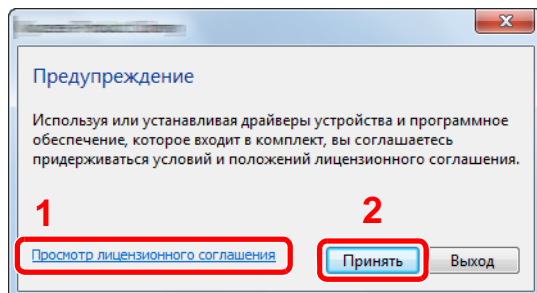 Предупреждение
Используя или устанавливая драйверы устройства и программное
обеспечение, которое входит в комплект, вы соглашаетесь
придерживаться условий и положений лицензионного соглашения.
1
2
Просмотр лицензионного соглашения
Принять
Выход